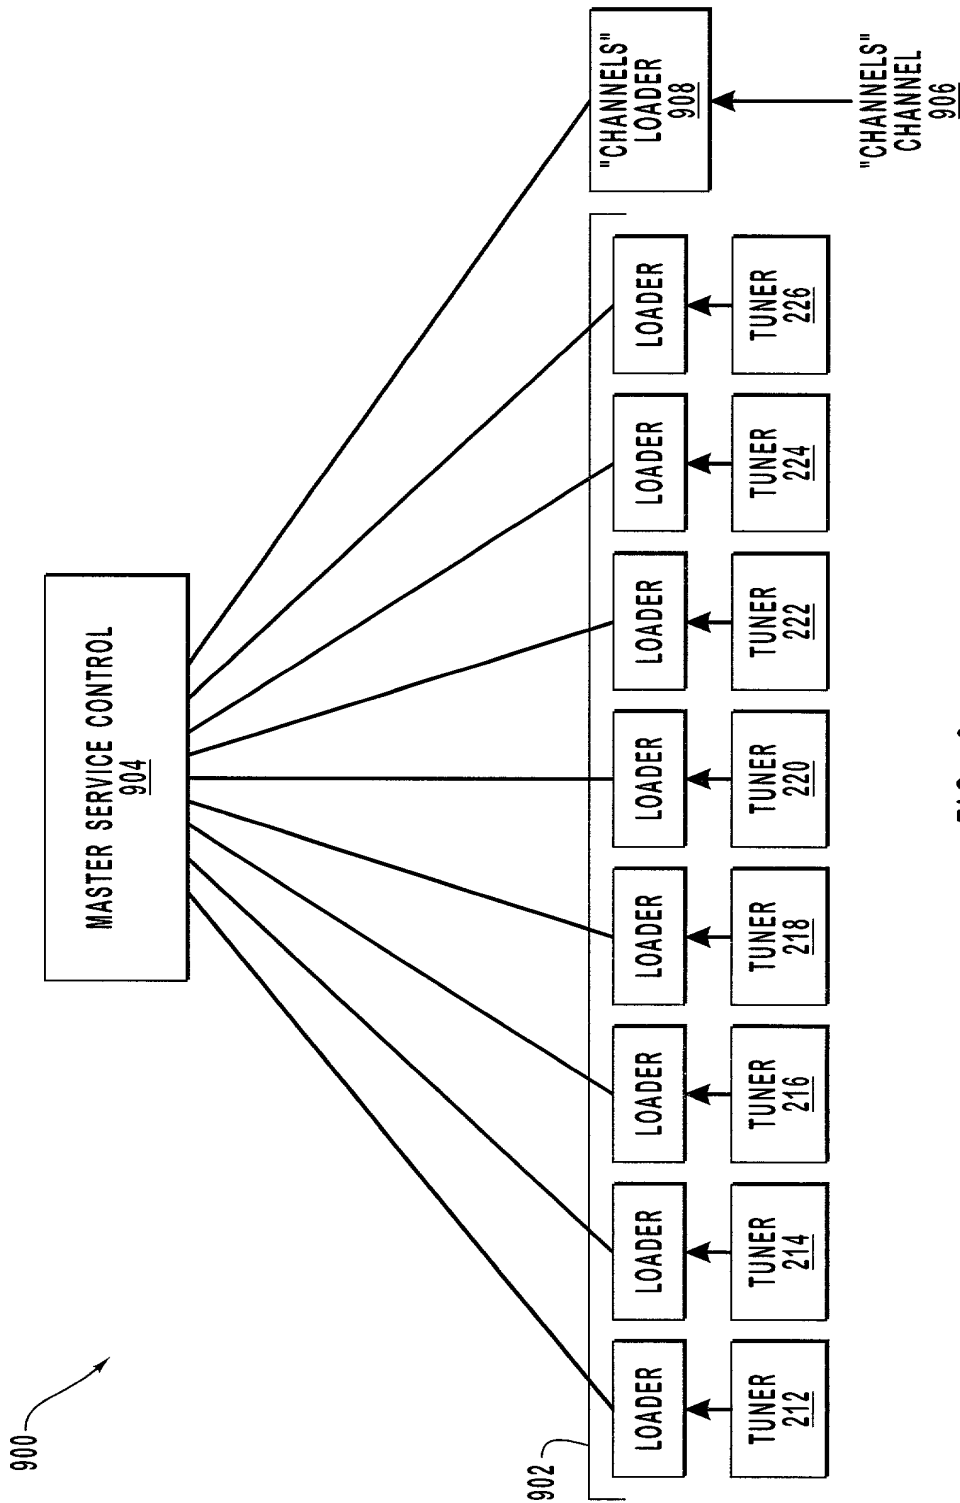 900
MASTER SERVICE CONTROL
904
902
LOADER
LOADER
LOADER
LOADER
LOADER
LOADER
LOADER
LOADER
"CHANNELS"
LOADER
908
TUNER
212
TUNER
214
TUNER
216
TUNER
218
TUNER
220
TUNER
222
TUNER
224
TUNER
226
"CHANNELS"
CHANNEL
906